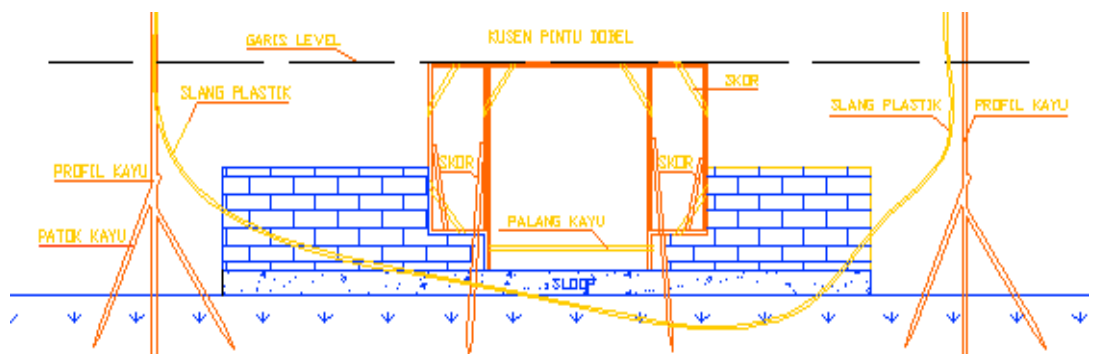 GARIS LEVEL
KUSEN PINTU DOBEL
SLANG PLASTIK
SKOR
SLANG PLASTIK
PROFIL KAYU
PROFIL KAYU
SKOR
SKOR
PATOK KAYU
PALANG KAYU
SLOOF